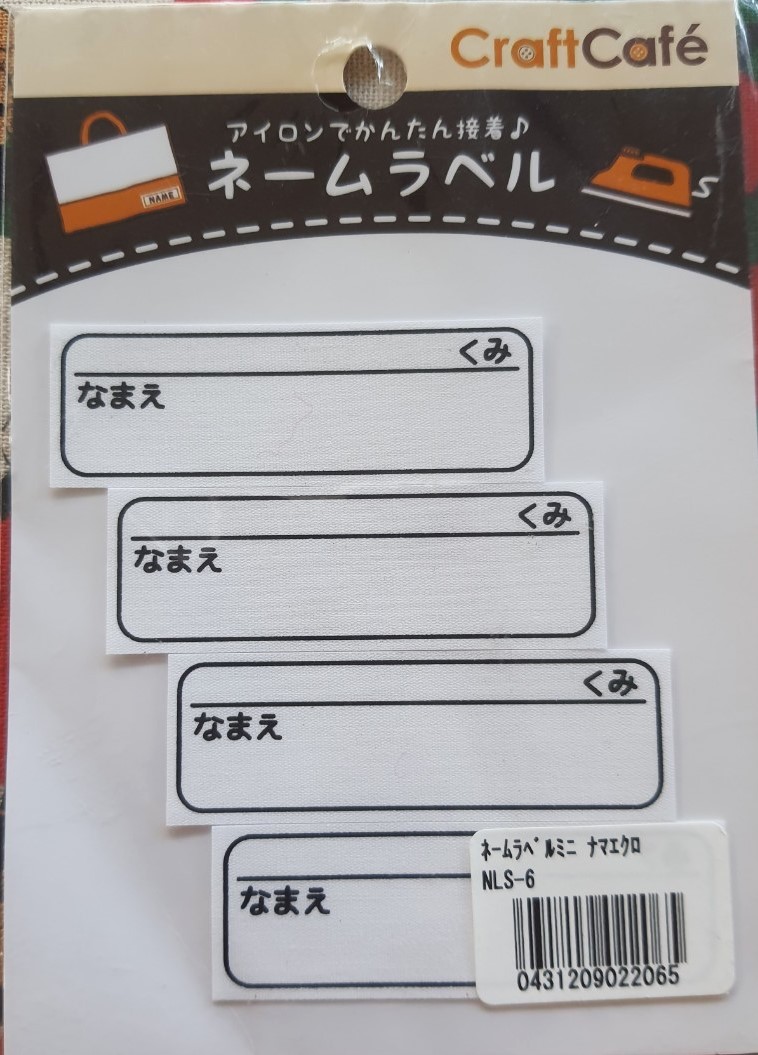 CraftCafé
アイロンでかんたん接着♪
ネームラベル
NAME
くみ
なまえ
くみ
なまえ
くみ
なまえ
なまえ
ﾈｰﾑﾗﾍﾞﾙﾐﾆ ﾅﾏｴｸﾛ
NLS-6
0431209022065